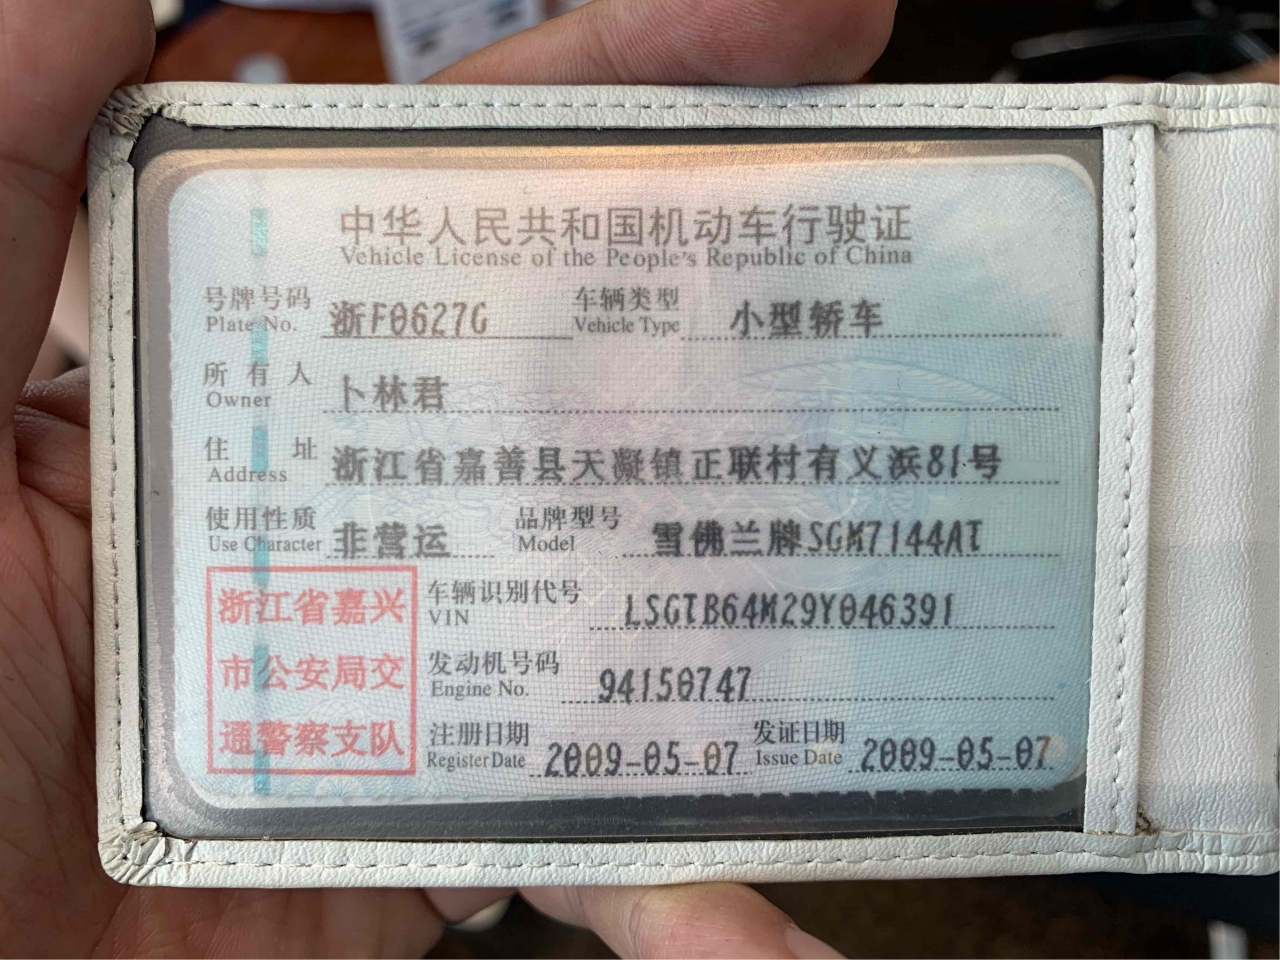 中华人民共和国机动车行驶证
Vehicle License of the People's Republic of China
号牌号码 浙F0627G 车辆类型 小型轿车
Plate No. Vehicle Type
所有人 卜林君
Owner
住址 浙江省嘉善县天凝镇正联村有义浜81号
Address
使用性质 非营运 品牌型号 雪佛兰牌SGM7144AT
Use Character Model
浙江省嘉兴
市公安局交
通警察支队
车辆识别代号 LSGTB64M29Y046391
VIN
发动机号码 94150747
Engine No.
注册日期 2009-05-07 发证日期 2009-05-07
Register Date Issue Date